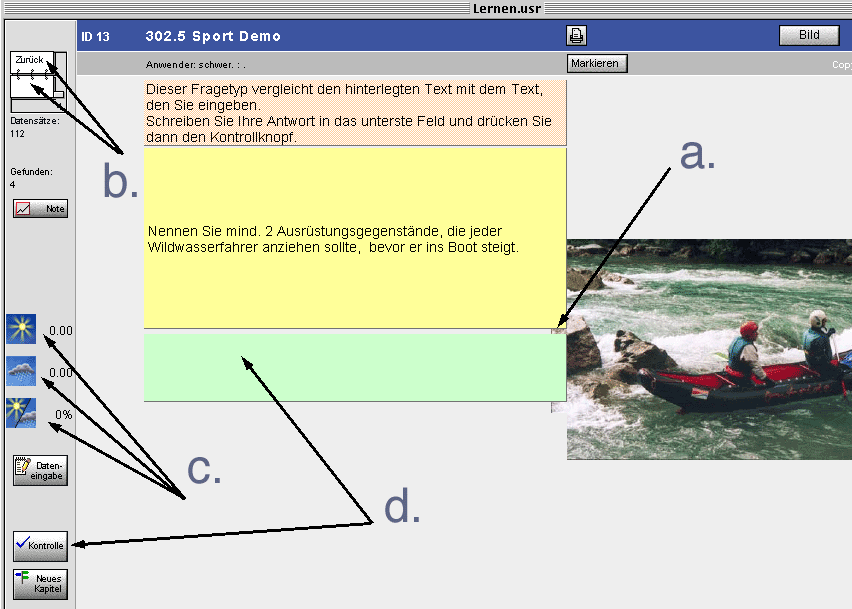 Lernen.usr
ID 13
302.5 Sport Demo
Bild
Anwender: schwer. : .
Markieren
Cop
Zurück
Datensätze:
112
Gefunden:
4
Note
Dieser Fragetyp vergleicht den hinterlegten Text mit dem Text,
den Sie eingeben.
Schreiben Sie Ihre Antwort in das unterste Feld und drücken Sie
dann den Kontrollknopf.
a.
b.
Nennen Sie mind. 2 Ausrüstungsgegenstände, die jeder
Wildwasserfahrer anziehen sollte, bevor er ins Boot steigt.
0.00
0.00
0%
c.
Daten-
eingabe
d.
Kontrolle
Neues
Kapitel